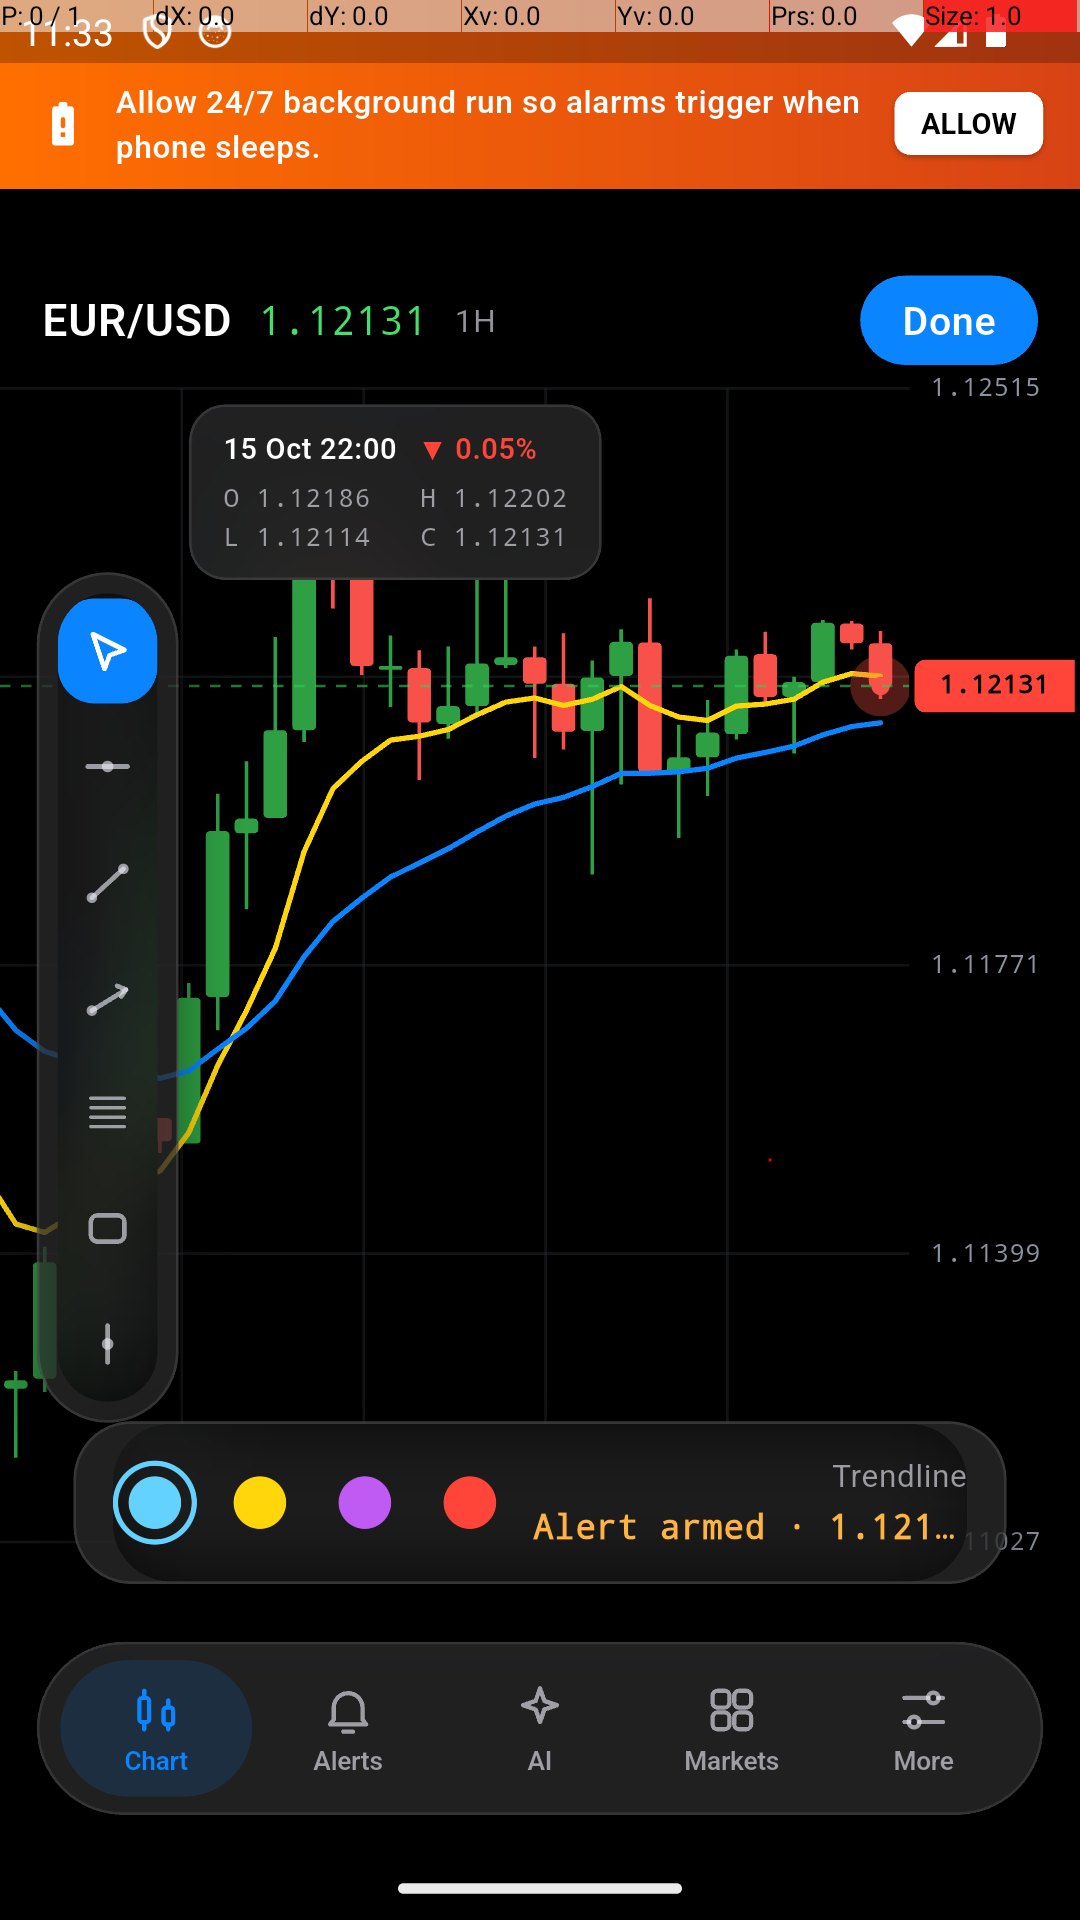 P: 0 / 1 dX: 0.0 dY: 0.0 Xv: 0.0 Yv: 0.0 Prs: 0.0 Size: 1.0
11:33
Allow 24/7 background run so alarms trigger when
phone sleeps.
ALLOW
EUR/USD 1.12131 1H
Done
1.12515
15 Oct 22:00 ▼ 0.05%
O 1.12186 H 1.12202
L 1.12114 C 1.12131
1.12131
1.11771
1.11399
Trendline
Alert armed · 1.121…
11027
Chart
Alerts
AI
Markets
More